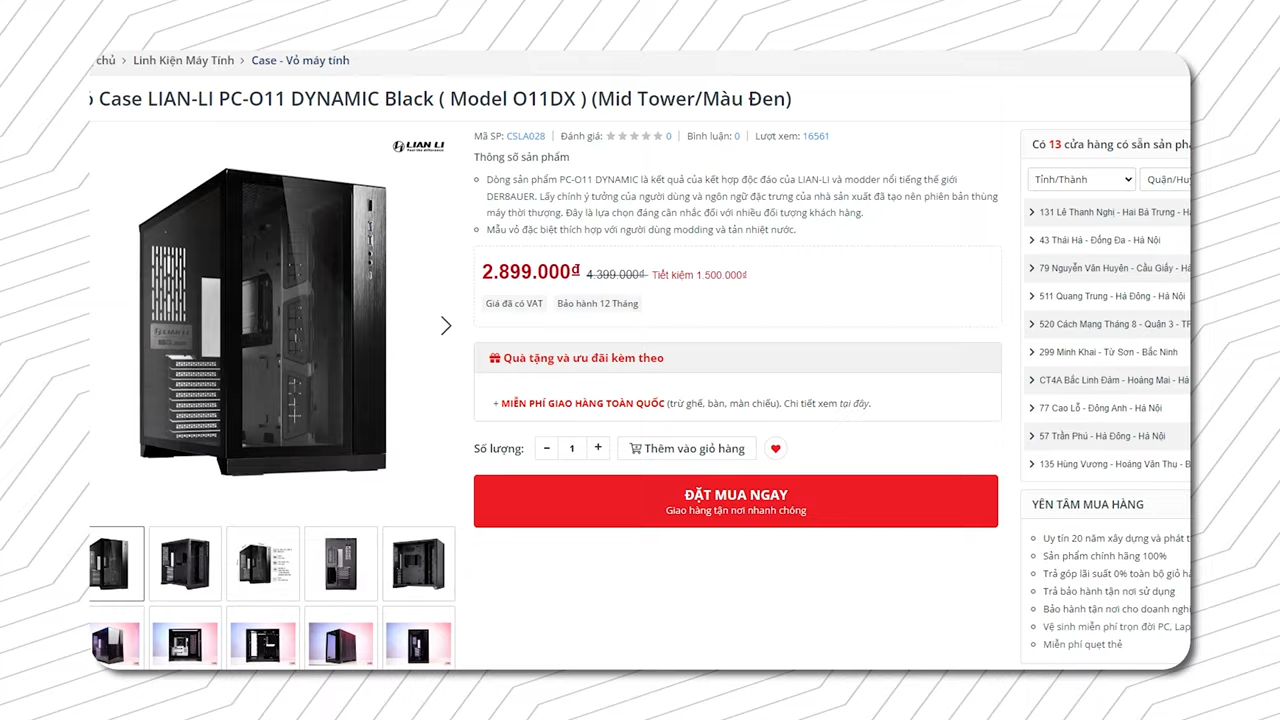 chủ > Linh Kiện Máy Tính > Case - Vỏ máy tính
Case LIAN-LI PC-O11 DYNAMIC Black ( Model O11DX ) (Mid Tower/Màu Đen)
LIAN LI
Mã SP: CSLA028 | Đánh giá: 0 | Bình luận: 0 | Lượt xem: 16561
Thông số sản phẩm
Dòng sản phẩm PC-O11 DYNAMIC là kết quả của kết hợp độc đáo của LIAN-LI và modder nổi tiếng thế giới
DER8AUER. Lấy chính ý tưởng của người dùng và ngôn ngữ đặc trưng của nhà sản xuất đã tạo nên phiên bản thùng
máy thời thượng. Đây là lựa chọn đáng cân nhắc đối với nhiều đối tượng khách hàng.
Mẫu vỏ đặc biệt thích hợp với người dùng modding và tản nhiệt nước.
2.899.000đ 4.399.000đ Tiết kiệm 1.500.000đ
Giá đã có VAT Bảo hành 12 Tháng
Quà tặng và ưu đãi kèm theo
+ MIỄN PHÍ GIAO HÀNG TOÀN QUỐC (trừ ghế, bàn, màn chiếu). Chi tiết xem tại đây.
Số lượng: - 1 + Thêm vào giỏ hàng
ĐẶT MUA NGAY
Giao hàng tận nơi nhanh chóng
Có 13 cửa hàng có sẵn sản
Tỉnh/Thành Quận/Hu
131 Lê Thanh Nghị - Hai Bà Trưng - H
43 Thái Hà - Đống Đa - Hà Nội
79 Nguyễn Văn Huyên - Cầu Giấy - Hà
511 Quang Trung - Hà Đông - Hà Nội
520 Cách Mạng Tháng 8 - Quận 3 - TP
299 Minh Khai - Từ Sơn - Bắc Ninh
CT4A Bắc Linh Đàm - Hoàng Mai - Hà
77 Cao Lỗ - Đông Anh - Hà Nội
57 Trần Phú - Hà Đông - Hà Nội
135 Hùng Vương - Hoàng Văn Thụ - B
YÊN TÂM MUA HÀNG
Uy tín 20 năm xây dựng và phát t
Sản phẩm chính hãng 100%
Trả góp lãi suất 0% toàn bộ giỏ hà
Trả bảo hành tận nơi sử dụng
Bảo hành tận nơi cho doanh nghi
Vệ sinh miễn phí trọn đời PC, Lap
Miễn phí quẹt thẻ